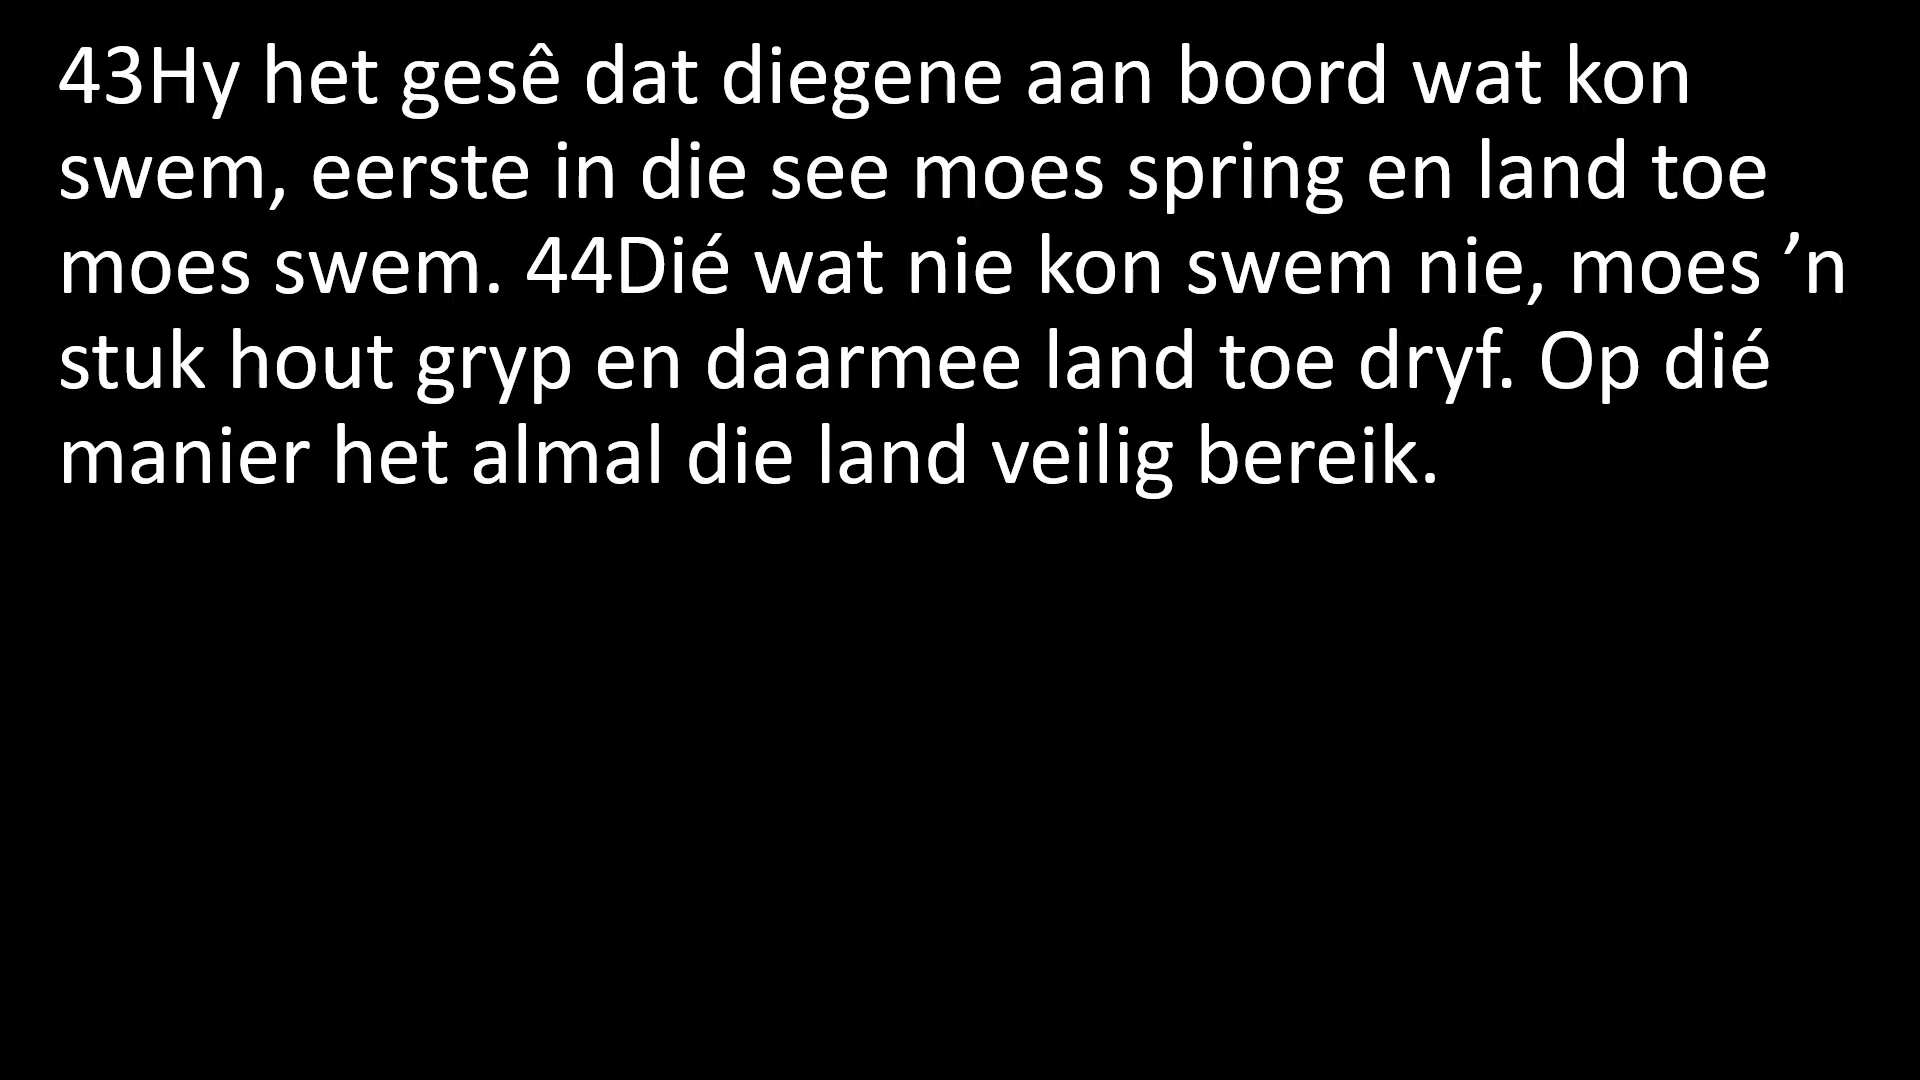 43Hy het gesê dat diegene aan boord wat kon
swem, eerste in die see moes spring en land toe
moes swem. 44Dié wat nie kon swem nie, moes ’n
stuk hout gryp en daarmee land toe dryf. Op dié
manier het almal die land veilig bereik.